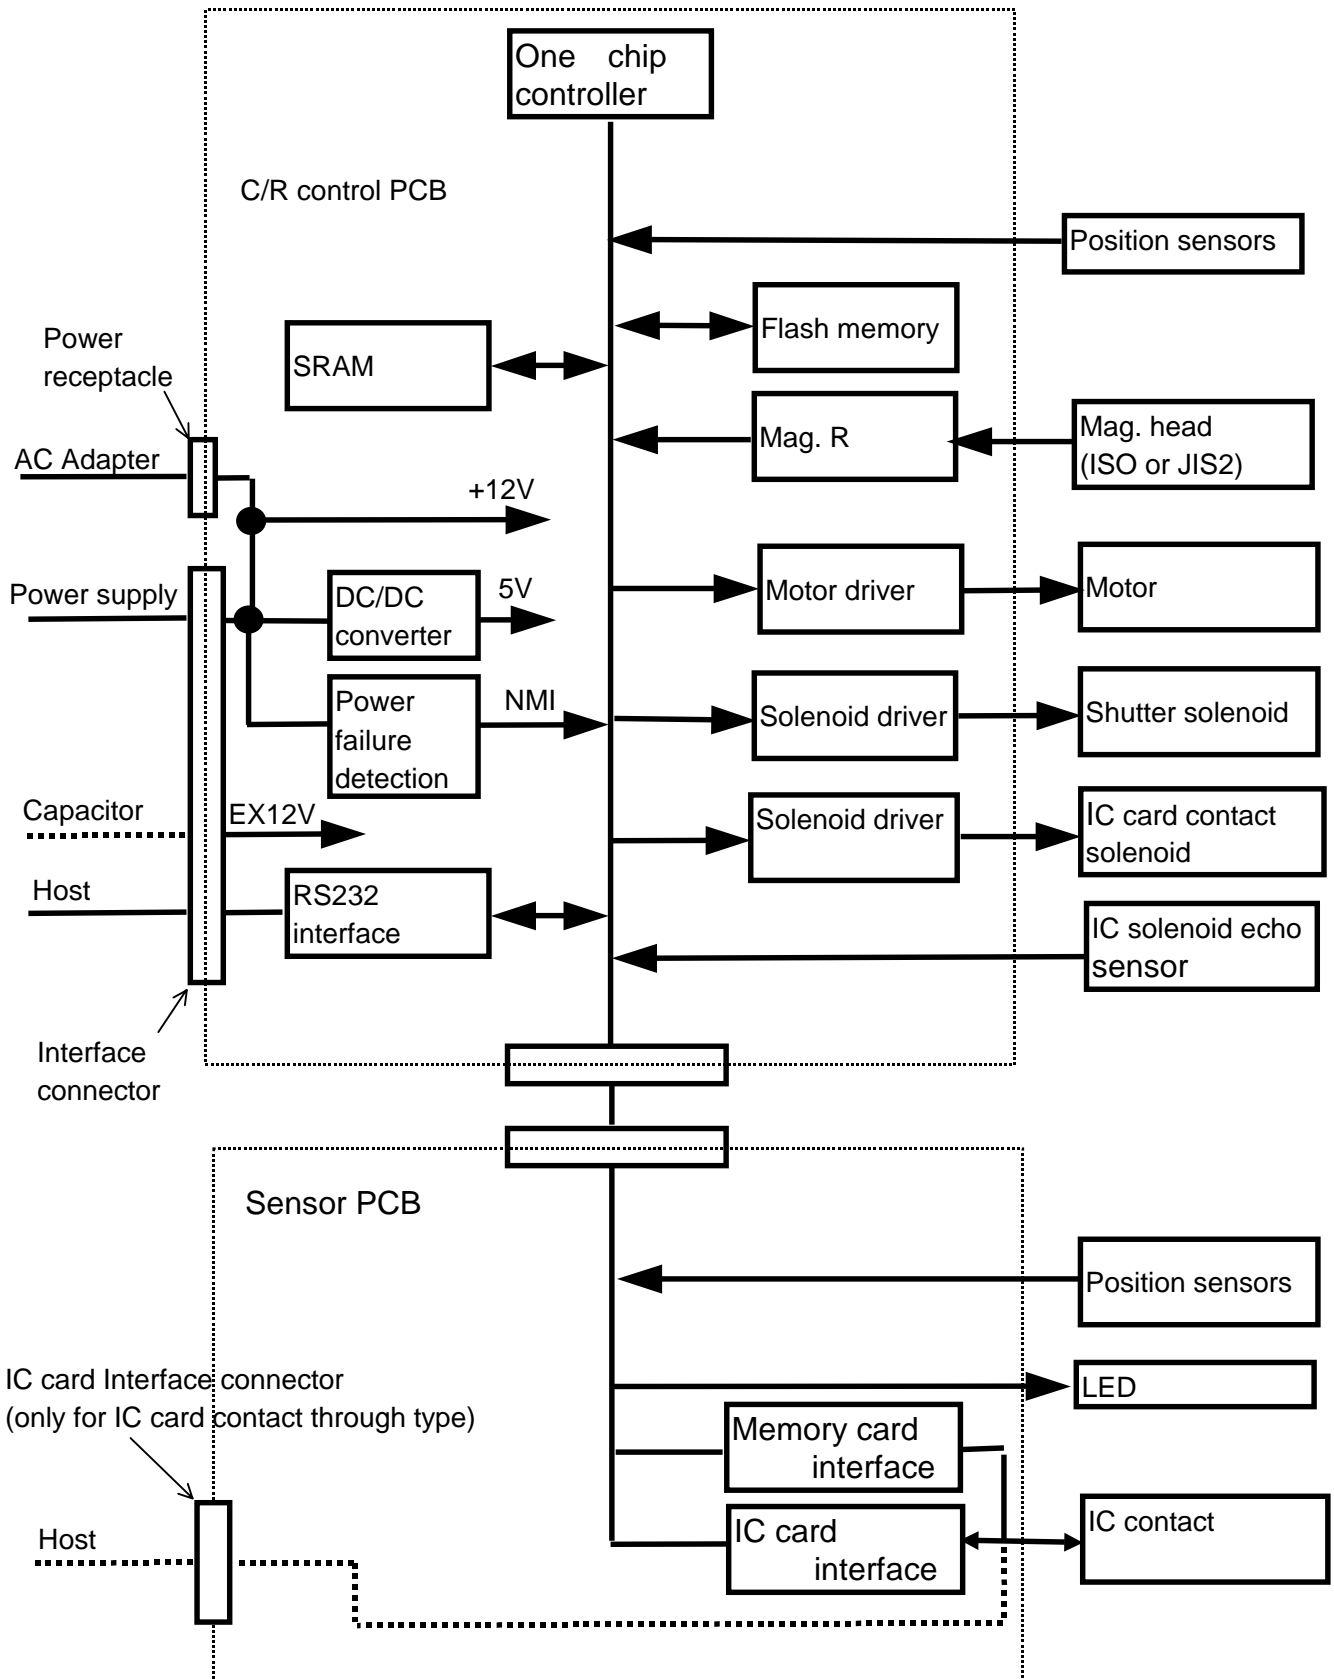 One chip
controller
C/R control PCB
Position sensors
Flash memory
Power
receptacle
SRAM
Mag. R
Mag. head
(ISO or JIS2)
AC Adapter
+12V
Power supply
DC/DC
converter
5V
Motor driver
Motor
Power
failure
detection
NMI
Solenoid driver
Shutter solenoid
Capacitor
EX12V
Solenoid driver
IC card contact
solenoid
Host
RS232
interface
IC solenoid echo
sensor
Interface
connector
Sensor PCB
Position sensors
IC card Interface connector
(only for IC card contact through type)
LED
Memory card
interface
Host
IC card
interface
IC contact